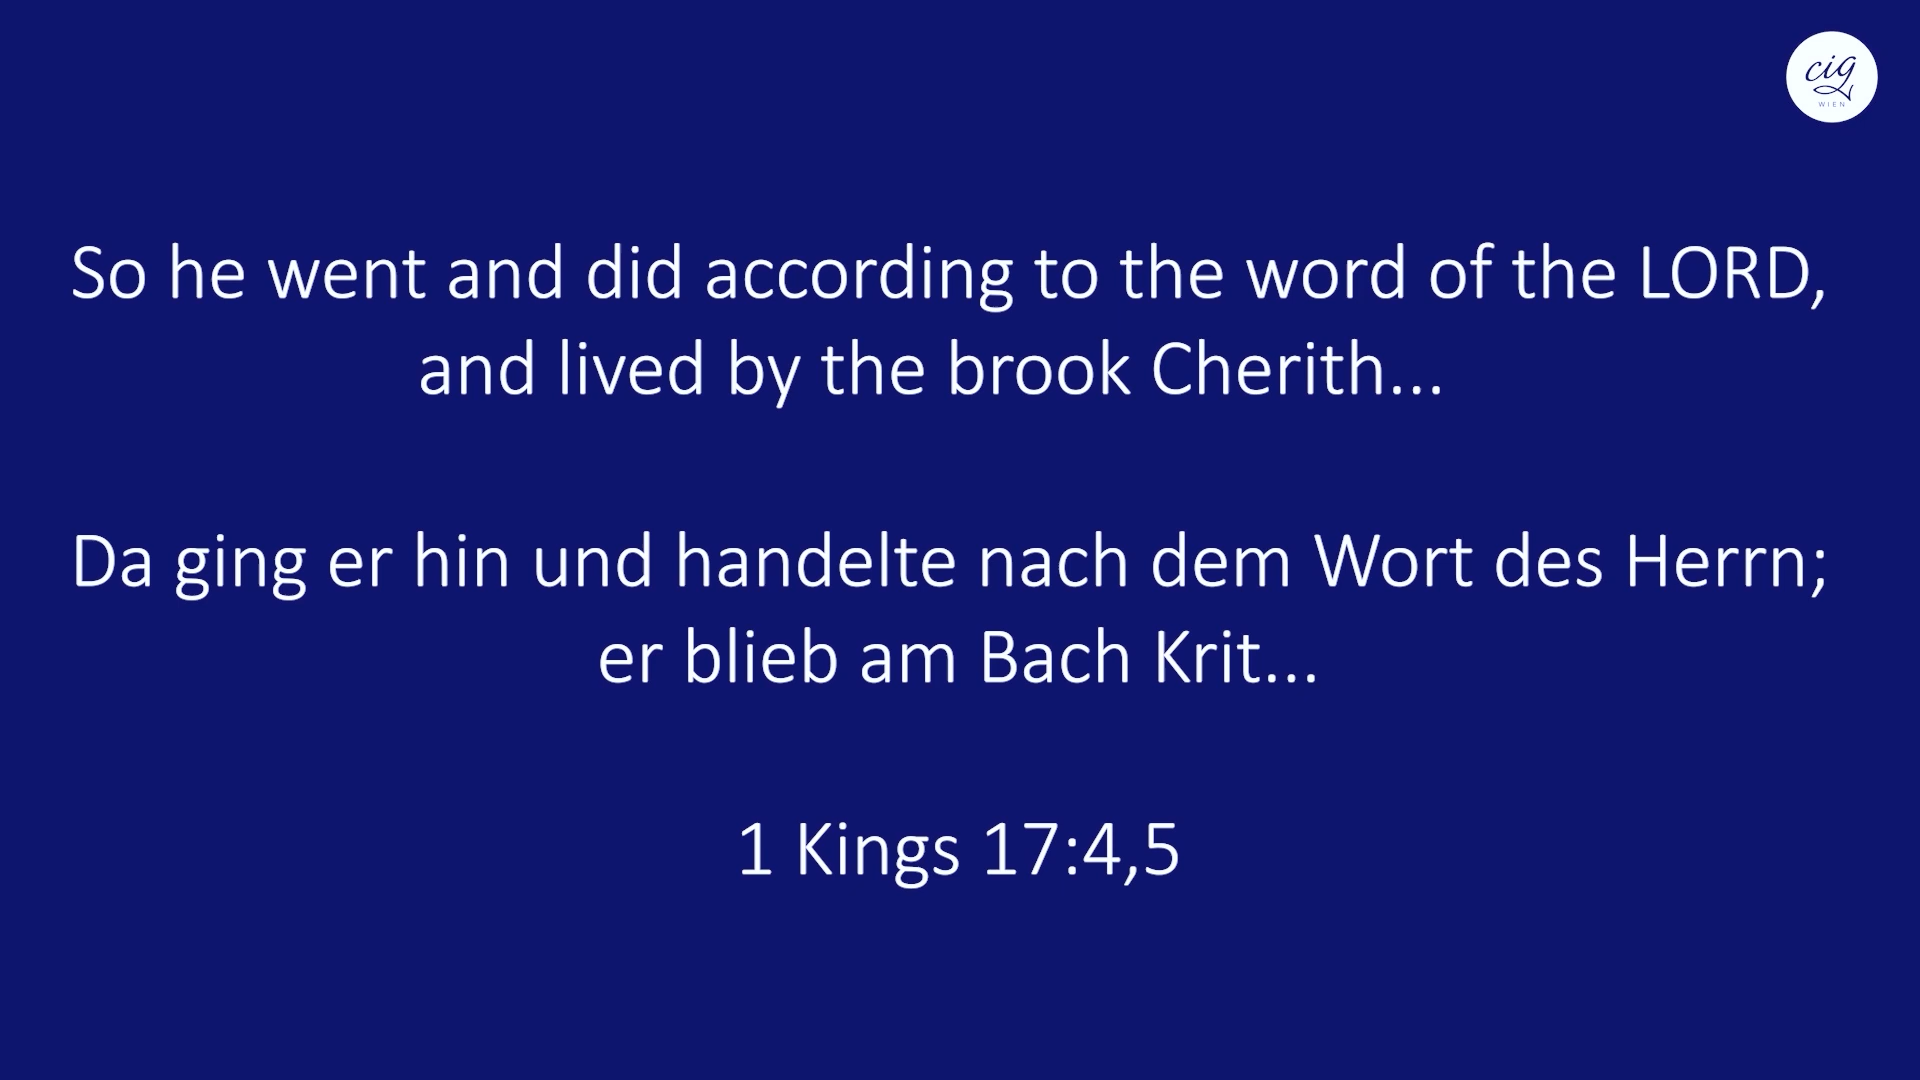 cig
WIEN
So he went and did according to the word of the LORD,
and lived by the brook Cherith...
Da ging er hin und handelte nach dem Wort des Herrn;
er blieb am Bach Krit...
1 Kings 17:4,5